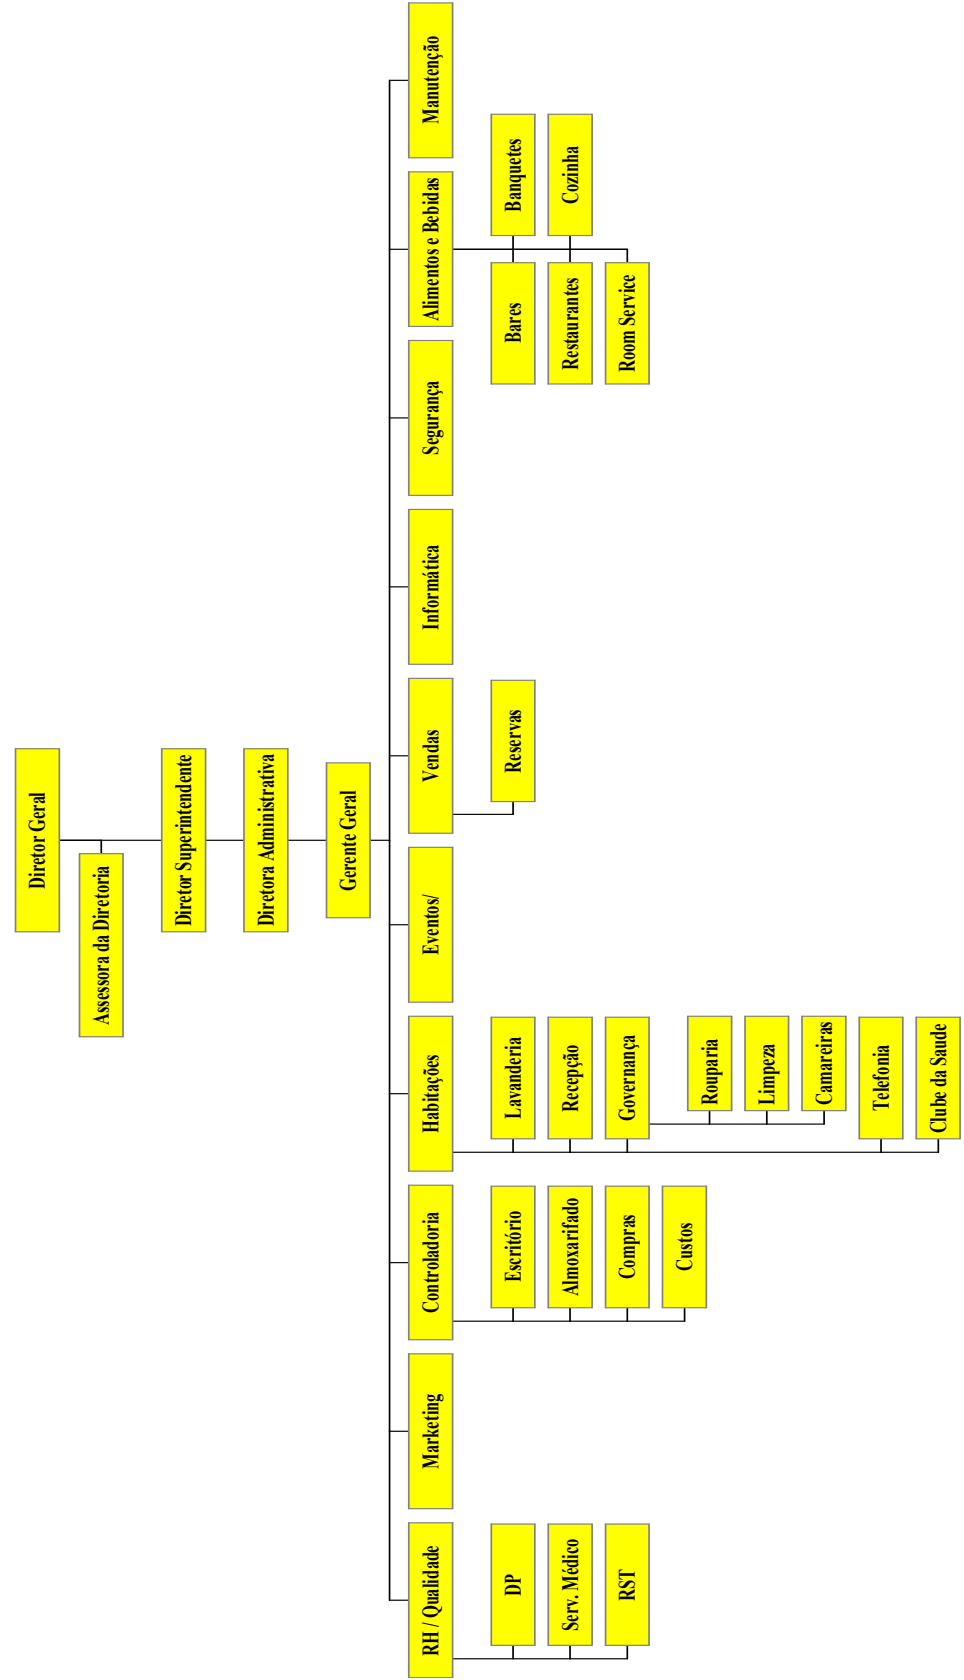 Diretor Geral
Assessora da Diretoria
Diretor Superintendente
Diretora Administrativa
Gerente Geral
RH / Qualidade
Marketing
Controladoria
Habitações
Eventos/
Vendas
Informática
Segurança
Alimentos e Bebidas
Manutenção
DP
Serv. Médico
RST
Escritório
Almoxarifado
Compras
Custos
Lavanderia
Recepção
Governança
Rouparia
Limpeza
Camareiras
Telefonia
Clube da Saude
Reservas
Bares
Banquetes
Restaurantes
Cozinha
Room Service